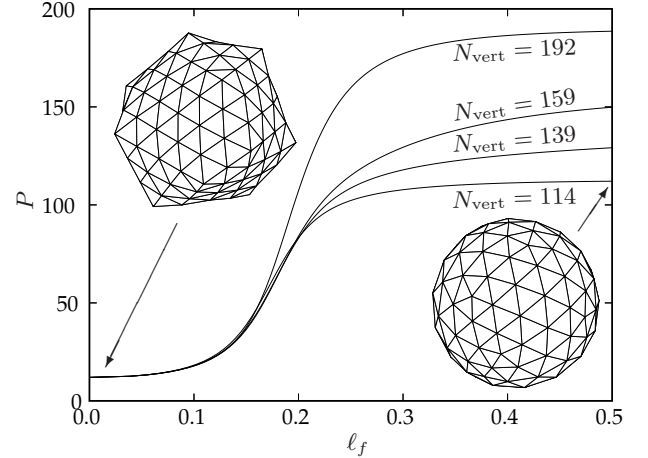 200
150
100
50
0
P
N_vert = 192
N_vert = 159
N_vert = 139
N_vert = 114
0.0 0.1 0.2 0.3 0.4 0.5
ℓ_f